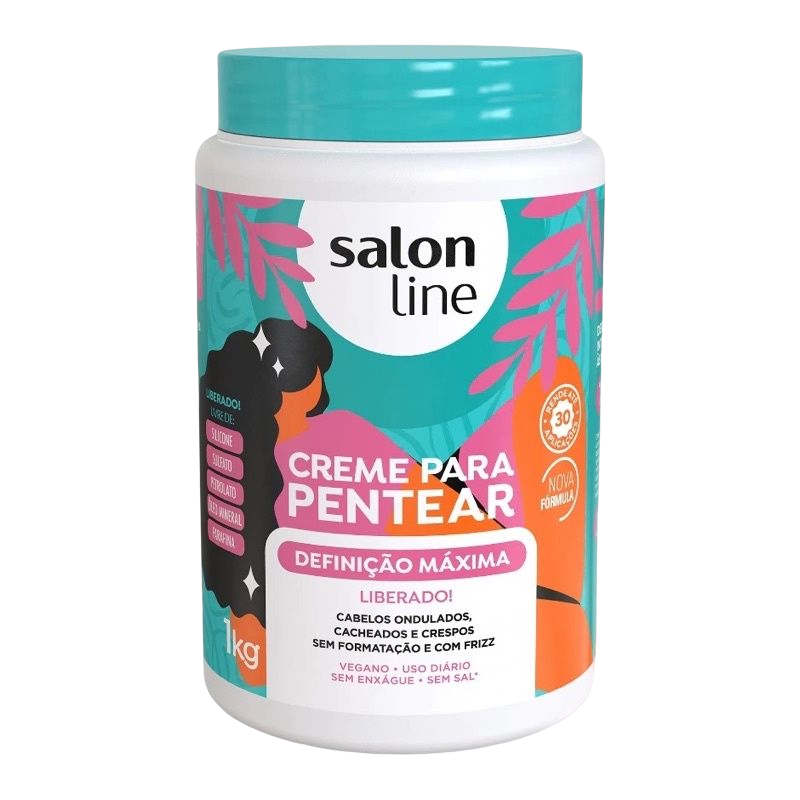 salon
line
LIBERADO!
LIVRE DE:
SILICONE
SULFATO
PETROLATO
ÓLEO MINERAL
PARAFINA
RENDE ATÉ
30
APLICAÇÕES
NOVA
FÓRMULA
CREME PARA
PENTEAR
DEFINIÇÃO MÁXIMA
LIBERADO!
CABELOS ONDULADOS,
CACHEADOS E CRESPOS
SEM FORMATAÇÃO E COM FRIZZ
VEGANO • USO DIÁRIO
SEM ENXÁGUE • SEM SAL*
1kg